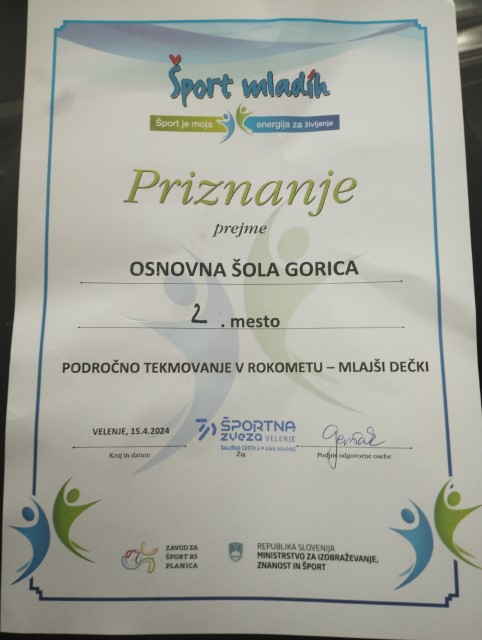 Šport mladih
Šport je moja energija za življenje
Priznanje
prejme
OSNOVNA ŠOLA GORICA
2. mesto
PODROČNO TEKMOVANJE V ROKOMETU – MLAJŠI DEČKI
VELENJE, 15.4.2024
ŠPORTNA
zveza VELENJE
ŠALEŠKA CESTA
Kraj in datum Žig Podpis odgovorne osebe
ZAVOD ZA
ŠPORT RS
PLANICA
REPUBLIKA SLOVENIJA
MINISTRSTVO ZA IZOBRAŽEVANJE,
ZNANOST IN ŠPORT